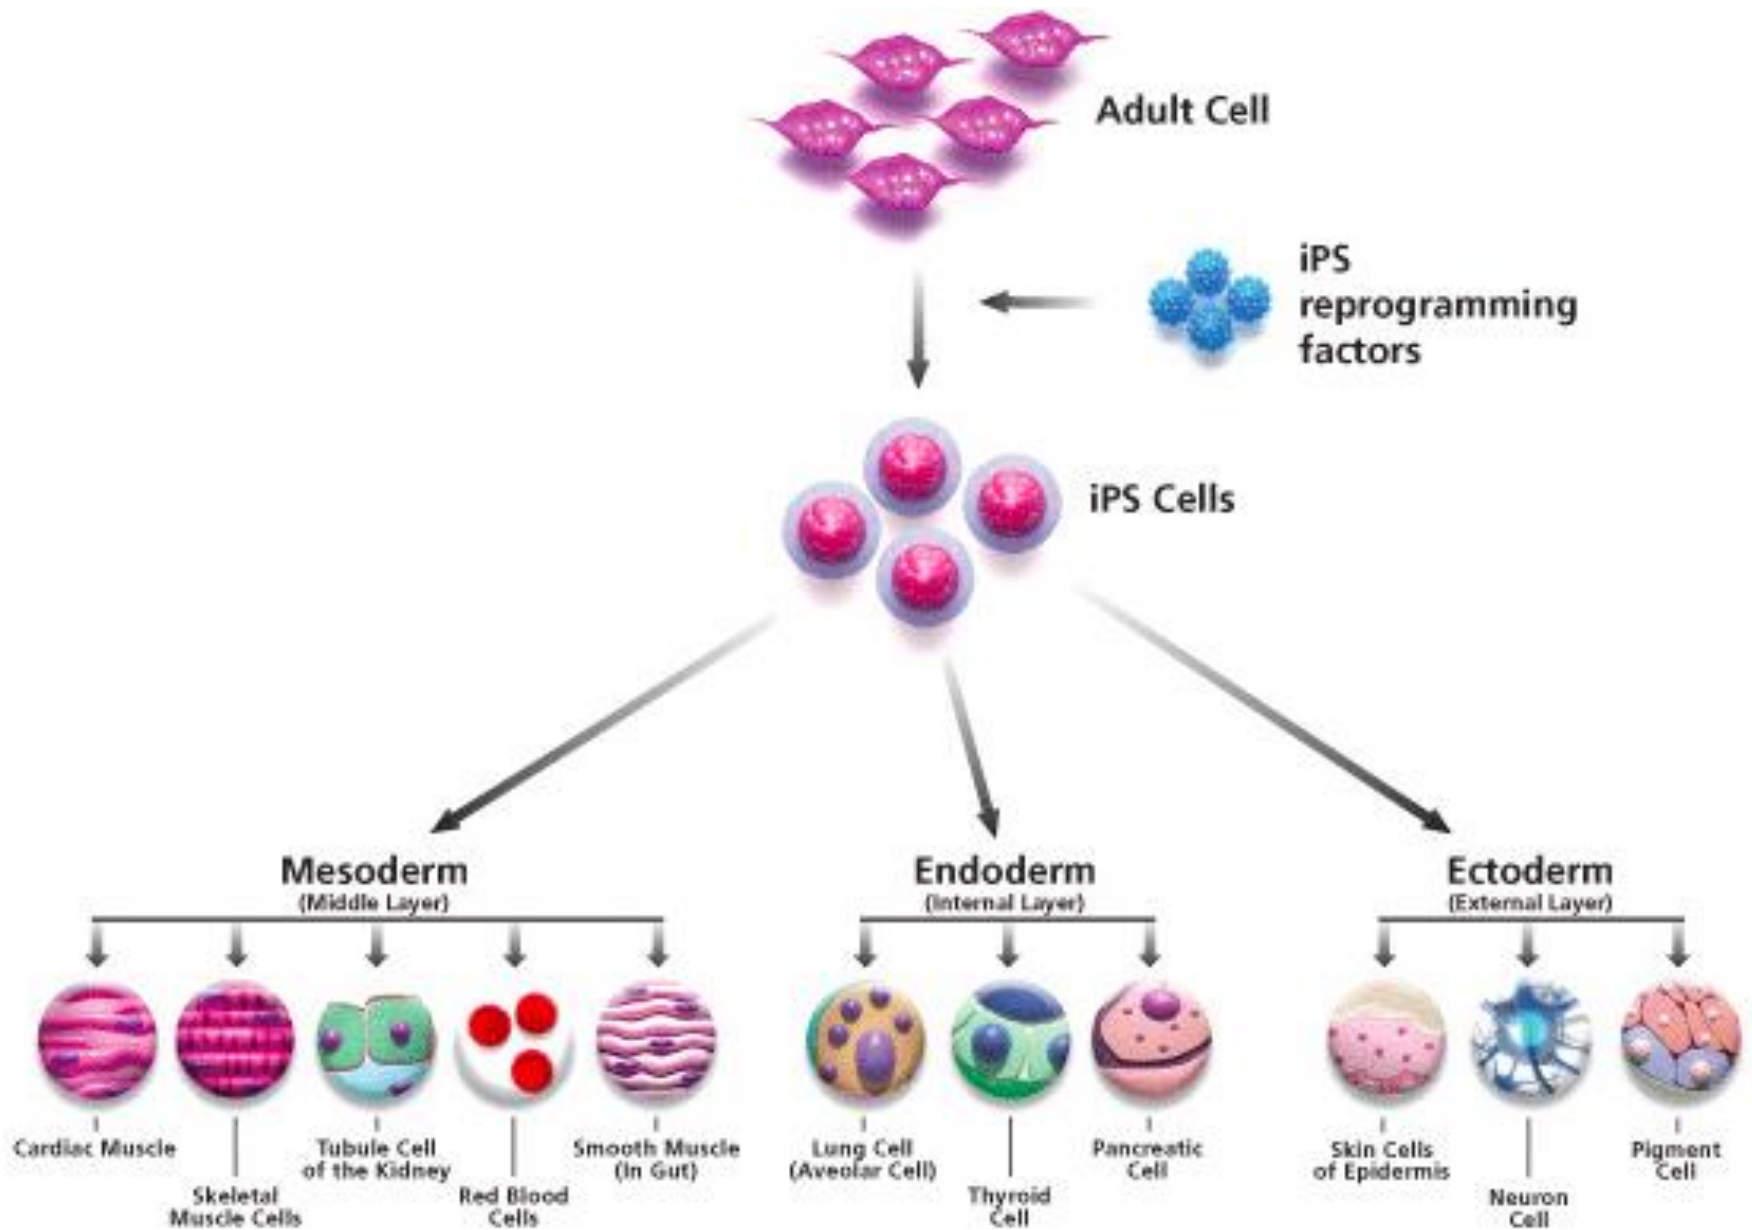 Adult Cell
iPS
reprogramming
factors
iPS Cells
Mesoderm
(Middle Layer)
Endoderm
(Internal Layer)
Ectoderm
(External Layer)
Cardiac Muscle
Skeletal
Muscle Cells
Tubule Cell
of the Kidney
Red Blood
Cells
Smooth Muscle
(In Gut)
Lung Cell
(Aveolar Cell)
Thyroid
Cell
Pancreatic
Cell
Skin Cells
of Epidermis
Neuron
Cell
Pigment
Cell